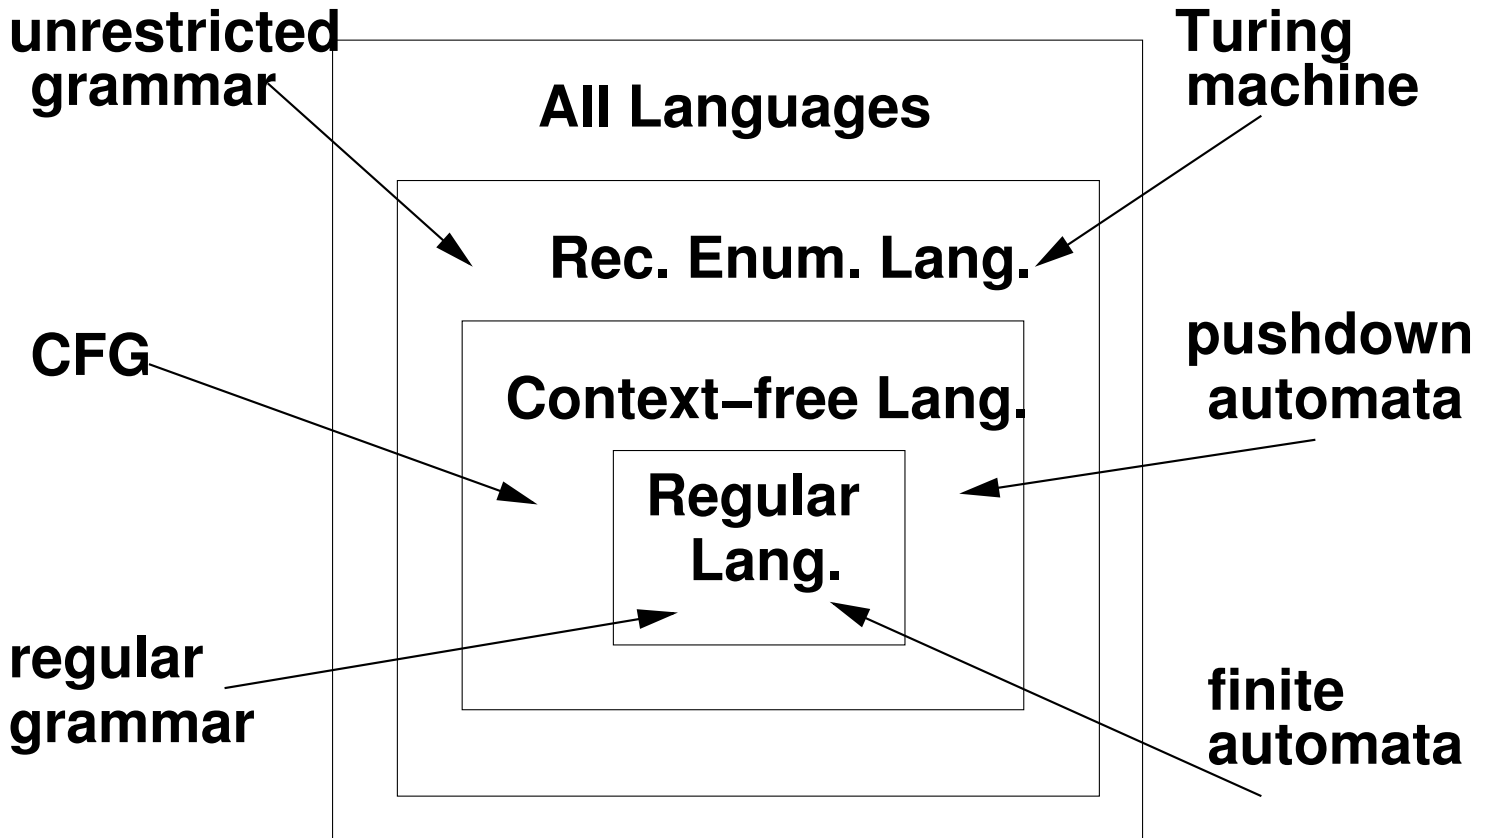 unrestricted
grammar
Turing
machine
All Languages
Rec. Enum. Lang.
CFG
pushdown
automata
Context–free Lang.
Regular
Lang.
regular
grammar
finite
automata